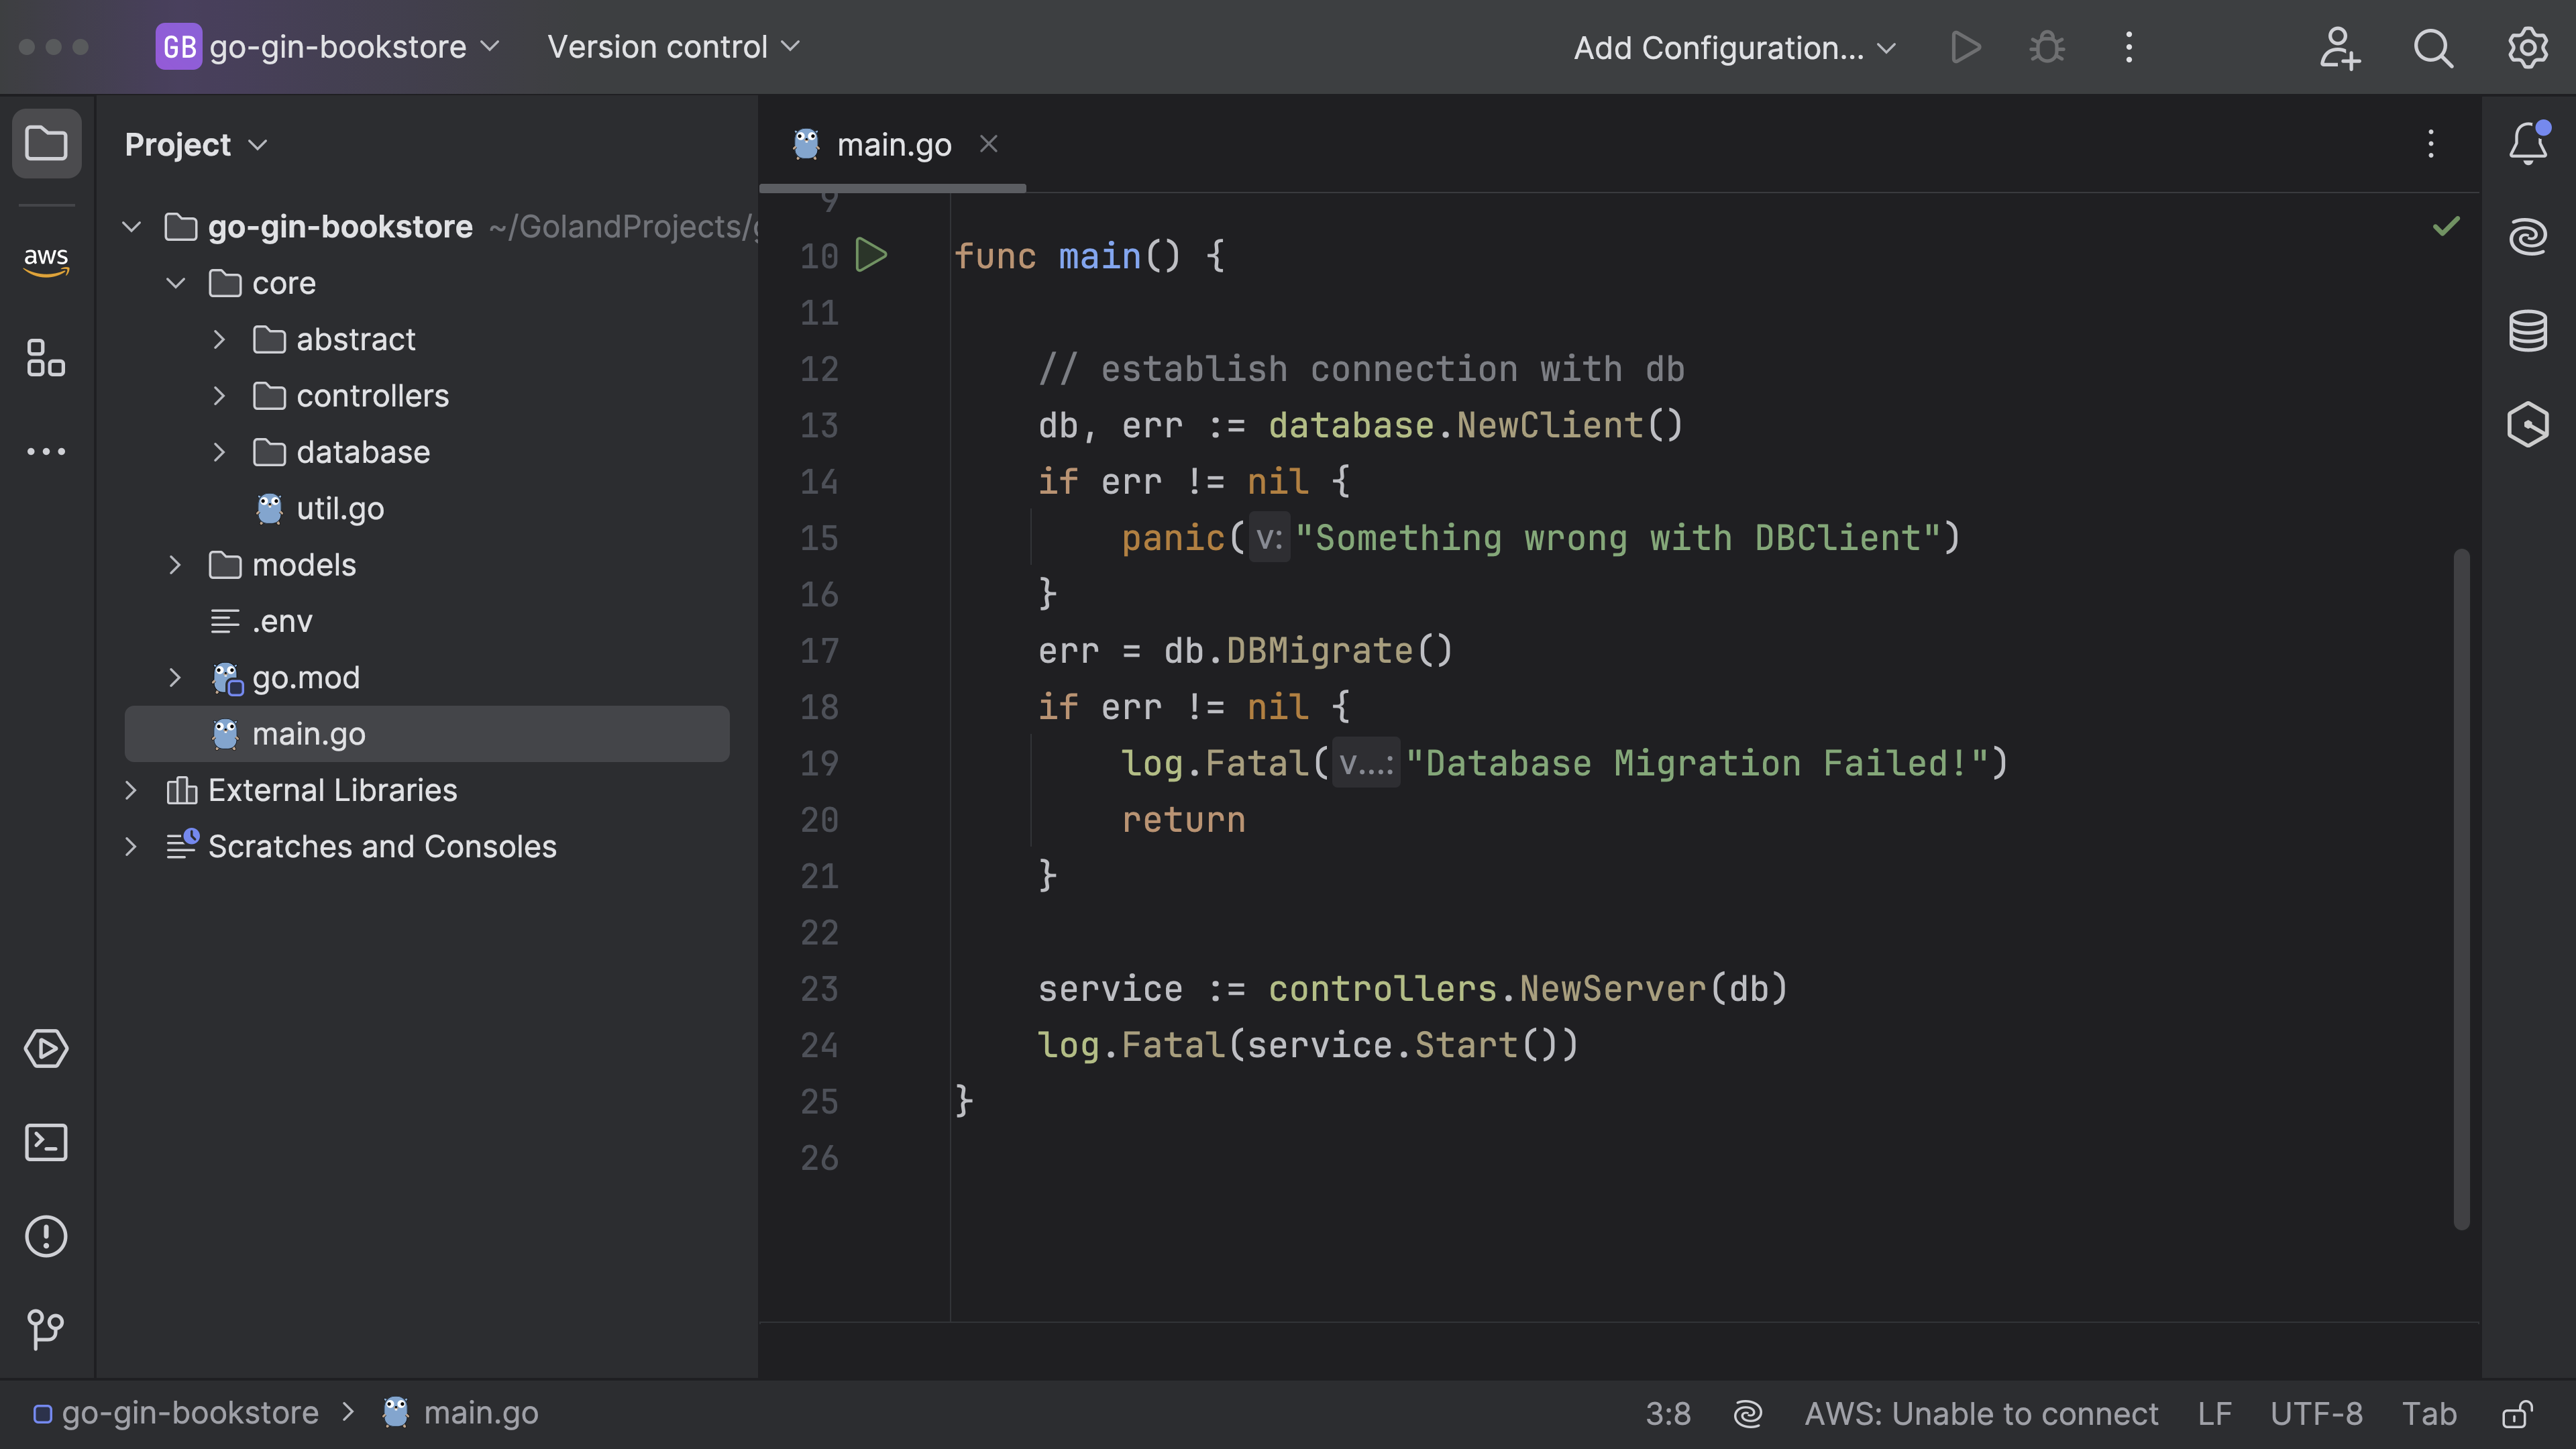 GB go-gin-bookstore Version control Add Configuration...
Project
main.go
go-gin-bookstore ~/GolandProjects/
aws
core
abstract
controllers
database
util.go
models
.env
go.mod
main.go
External Libraries
Scratches and Consoles
9
10 func main() {
11
12 // establish connection with db
13 db, err := database.NewClient()
14 if err != nil {
15 panic( v: "Something wrong with DBClient")
16 }
17 err = db.DBMigrate()
18 if err != nil {
19 log.Fatal( v...: "Database Migration Failed!")
20 return
21 }
22
23 service := controllers.NewServer(db)
24 log.Fatal(service.Start())
25 }
26
go-gin-bookstore > main.go 3:8 AWS: Unable to connect LF UTF-8 Tab